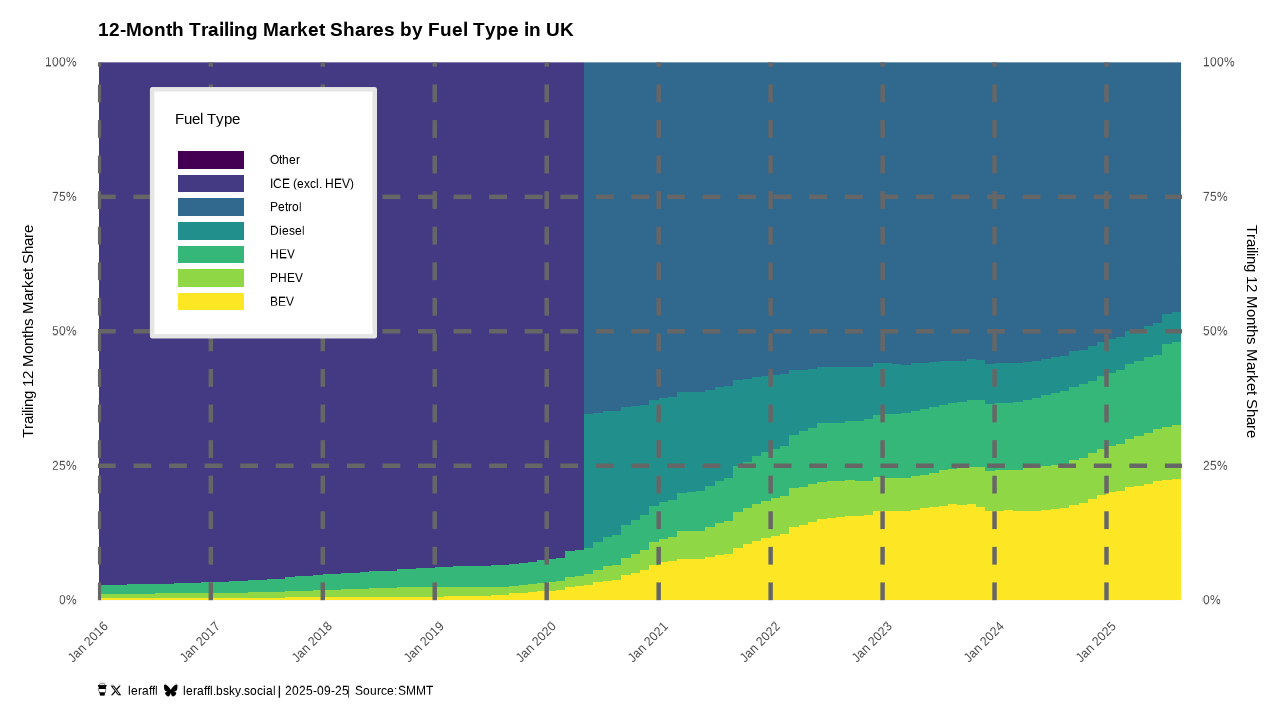 12-Month Trailing Market Shares by Fuel Type in UK
100%
100%
Fuel Type
Other
ICE (excl. HEV)
Petrol
Diesel
HEV
PHEV
BEV
75%
75%
50%
50%
25%
25%
0%
0%
Trailing 12 Months Market Share
Trailing 12 Months Market Share
Jan 2016
Jan 2017
Jan 2018
Jan 2019
Jan 2020
Jan 2021
Jan 2022
Jan 2023
Jan 2024
Jan 2025
leraffl leraffl.bsky.social | 2025-09-25| Source:SMMT